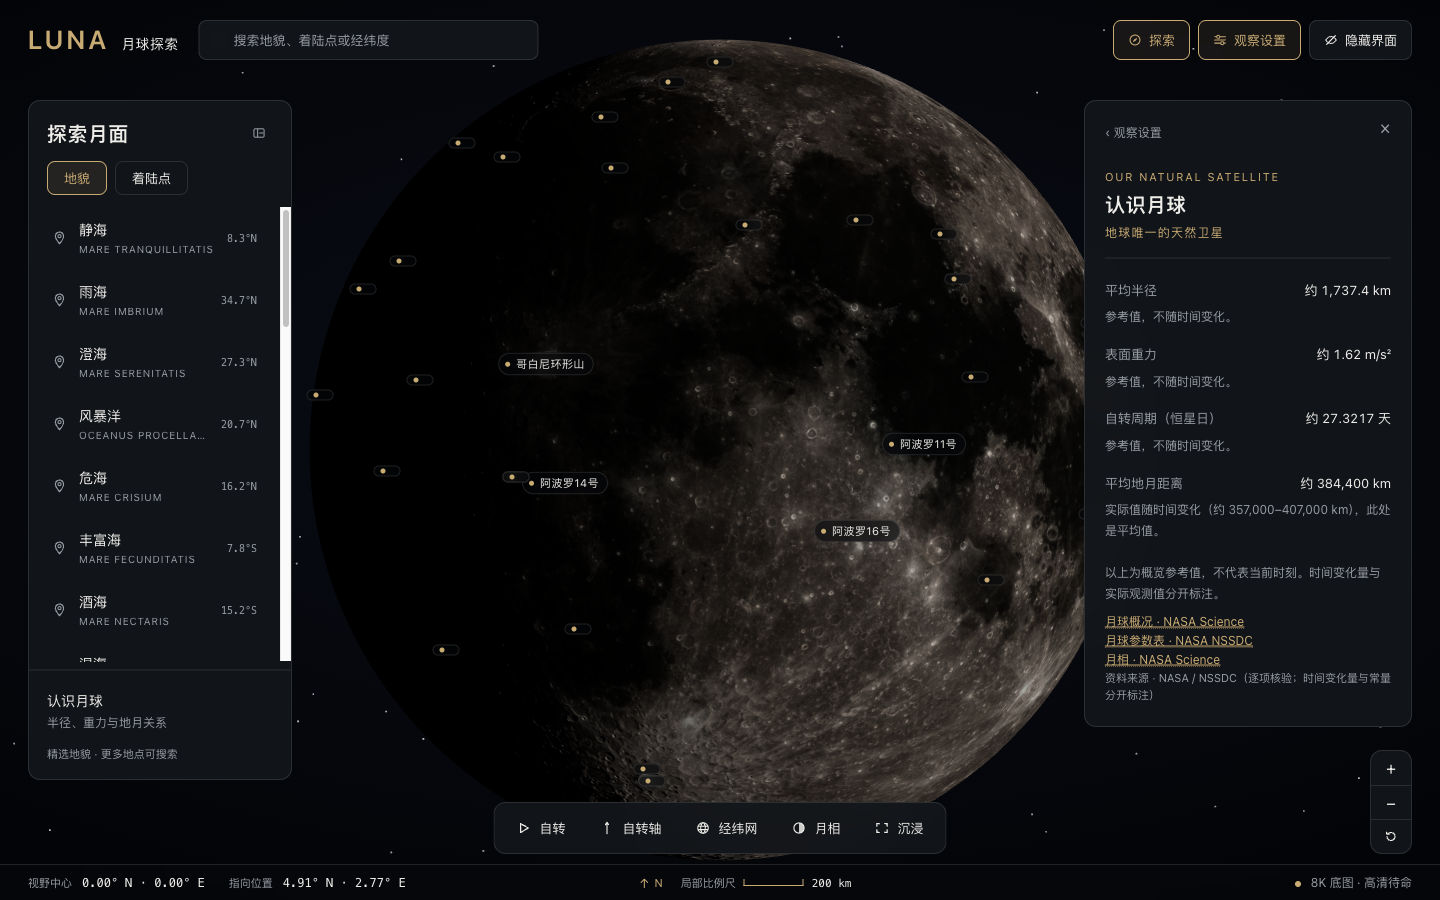 LUNA 月球探索
搜索地貌、着陆点或经纬度
探索
观察设置
隐藏界面
探索月面
地貌
着陆点
静海
MARE TRANQUILLITATIS
8.3°N
雨海
MARE IMBRIUM
34.7°N
澄海
MARE SERENITATIS
27.3°N
风暴洋
OCEANUS PROCELLA…
20.7°N
危海
MARE CRISIUM
16.2°N
丰富海
MARE FECUNDITATIS
7.8°S
酒海
MARE NECTARIS
15.2°S
认识月球
半径、重力与地月关系
精选地貌 · 更多地点可搜索
哥白尼环形山
阿波罗11号
阿波罗14号
阿波罗16号
‹ 观察设置
OUR NATURAL SATELLITE
认识月球
地球唯一的天然卫星
平均半径
约 1,737.4 km
参考值，不随时间变化。
表面重力
约 1.62 m/s²
参考值，不随时间变化。
自转周期（恒星日）
约 27.3217 天
参考值，不随时间变化。
平均地月距离
约 384,400 km
实际值随时间变化（约 357,000–407,000 km），此处
是平均值。
以上为概览参考值，不代表当前时刻。时间变化量与
实际观测值分开标注。
月球概况 · NASA Science
月球参数表 · NASA NSSDC
月相 · NASA Science
资料来源 · NASA / NSSDC（逐项核验；时间变化量与常量
分开标注）
自转
自转轴
经纬网
月相
沉浸
视野中心 0.00° N · 0.00° E
指向位置 4.91° N · 2.77° E
↑ N
局部比例尺
200 km
8K 底图 · 高清待命